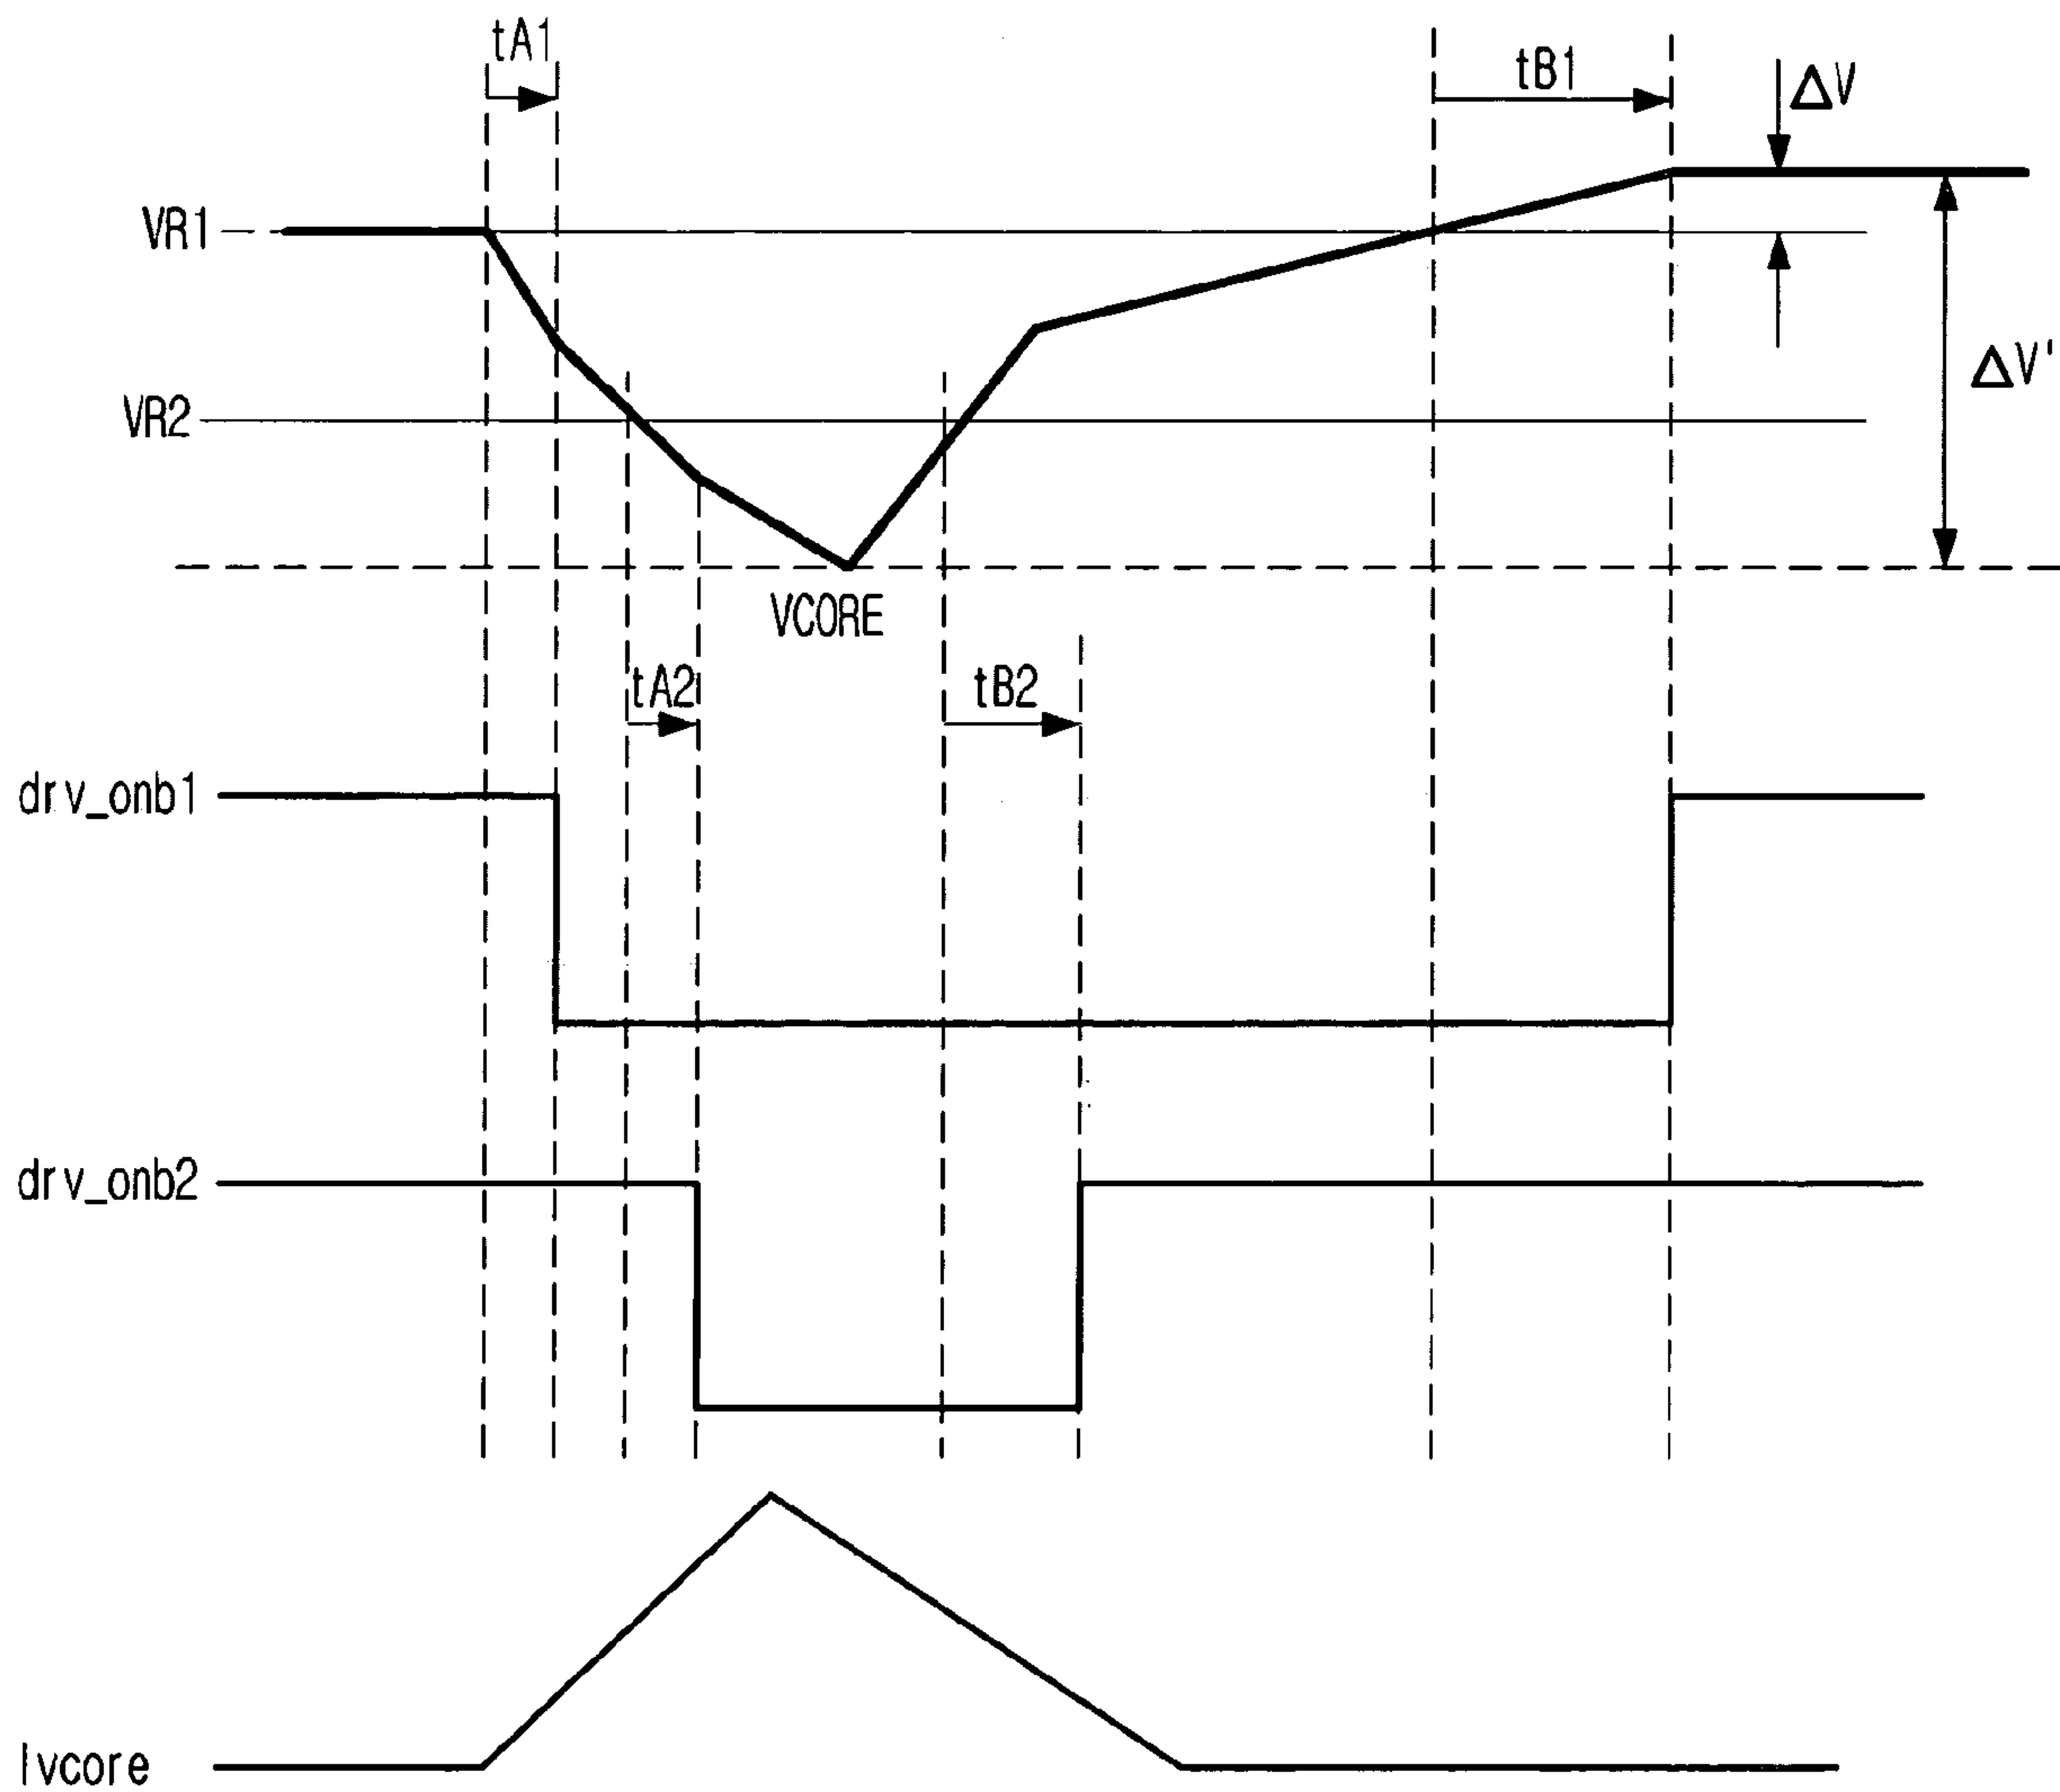 tA1
tB1
ΔV
VR1
ΔV'
VR2
VCORE
tA2
tB2
drv_onb1
drv_onb2
Ivcore